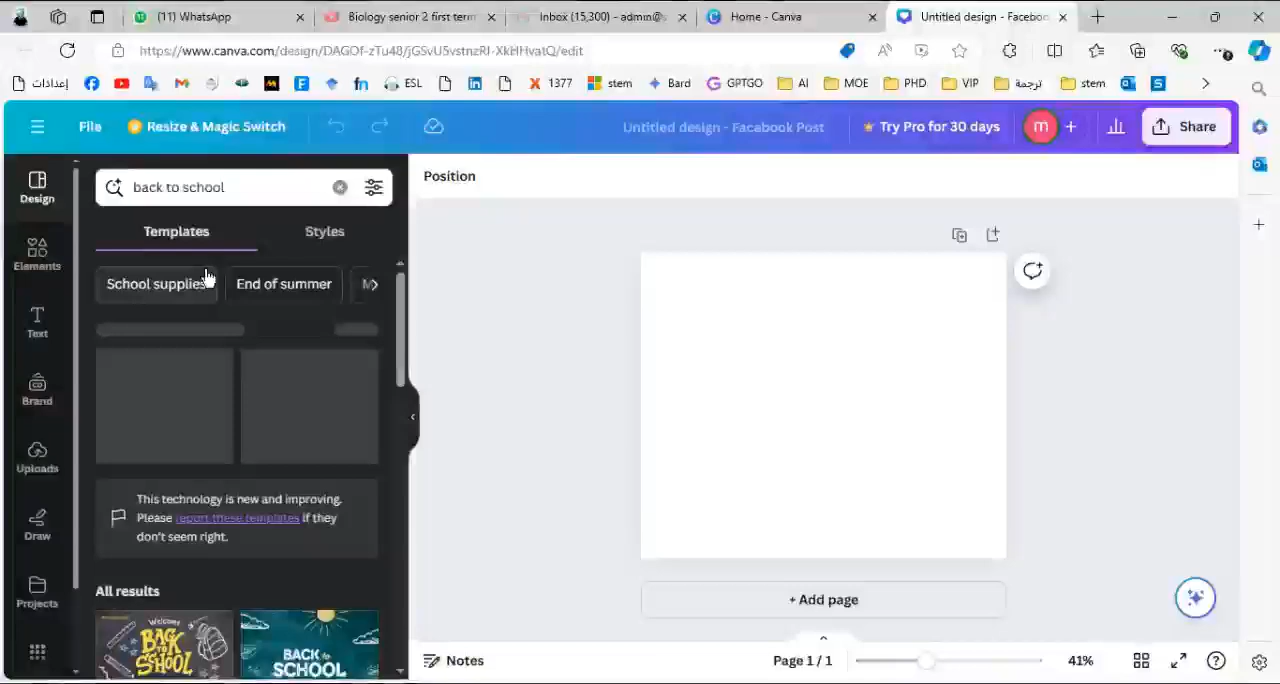 (11) WhatsApp
Biology senior 2 first term
Inbox (15,300) - admin@s
Home - Canva
Untitled design - Faceboo
https://www.canva.com/design/DAGOf-zTu48/jGSvU5vstnzRI-XkHHvatQ/edit
إعدادات
ESL
1377
stem
Bard
GPTGO
AI
MOE
PHD
VIP
ترجمة
stem
File
Resize & Magic Switch
Untitled design - Facebook Post
Try Pro for 30 days
m
Share
Design
back to school
Position
Templates
Styles
Elements
School supplies
End of summer
Text
Brand
Uploads
This technology is new and improving.
Please report these templates if they
don't seem right.
Draw
All results
Projects
Welcome
BACK
TO
SCHOOL
BACK to
SCHOOL
+ Add page
Notes
Page 1 / 1
41%